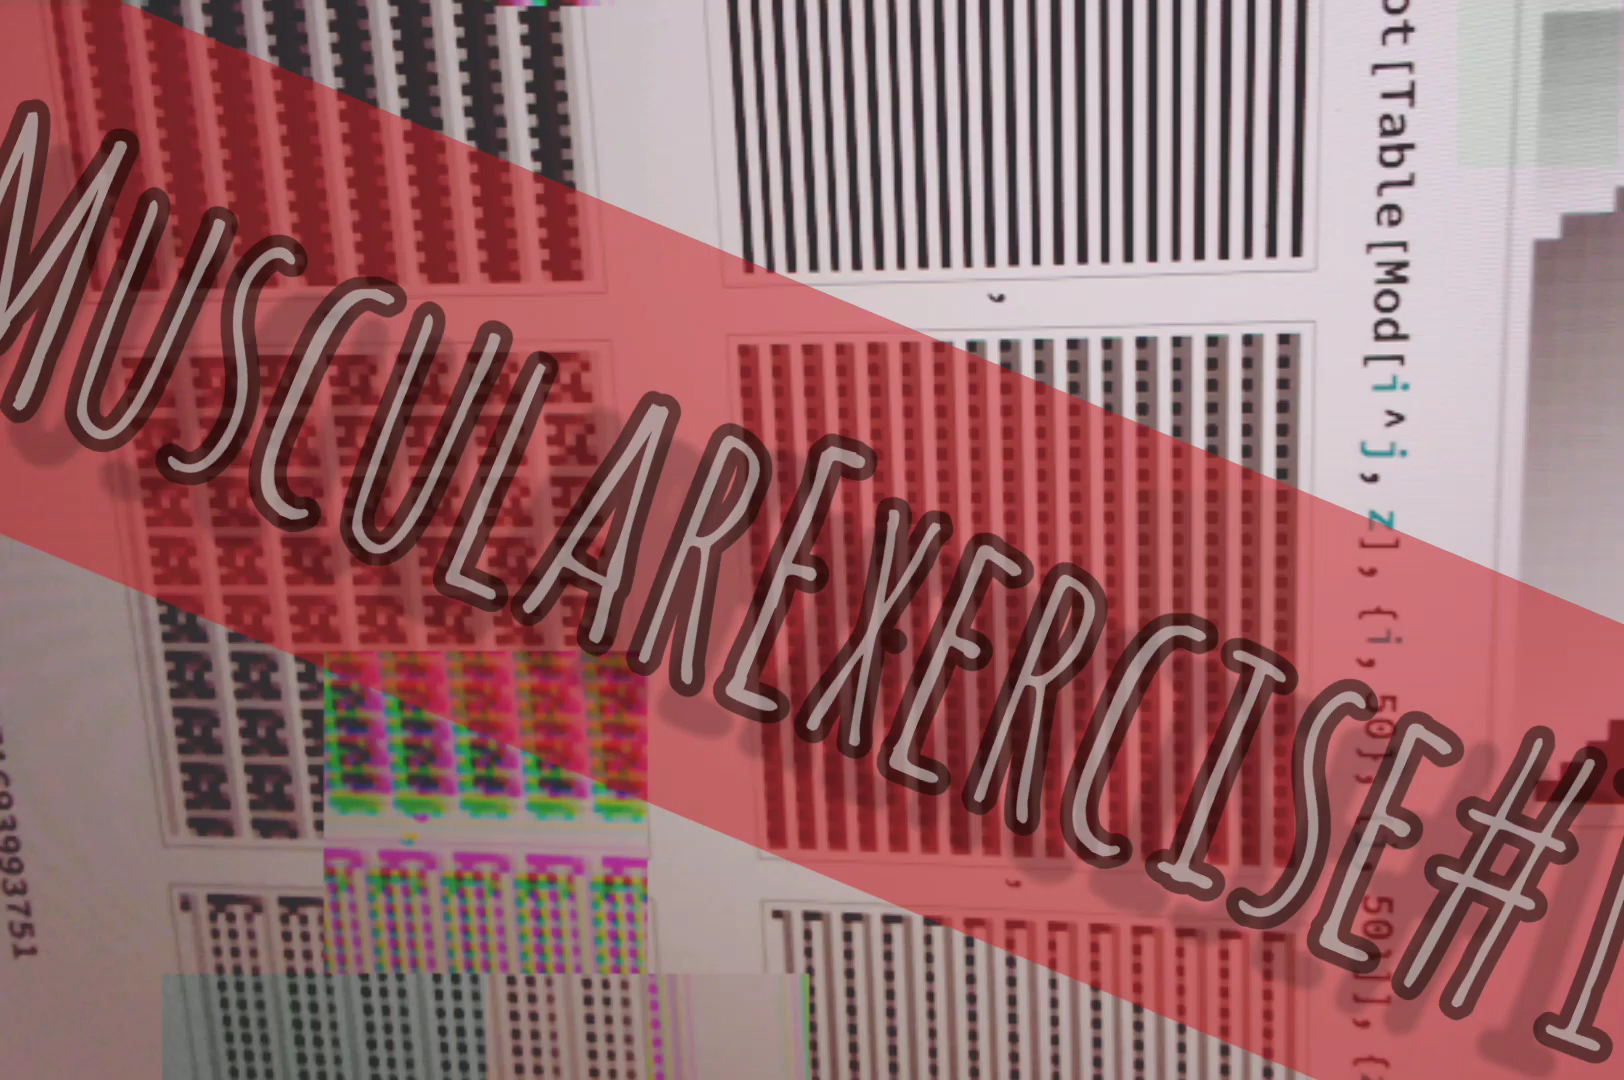 MUSCULAREXERCISE#1
ot[Table[Mod[i^j, z], {i, 50}, {j, 50}], {z
,
,
,